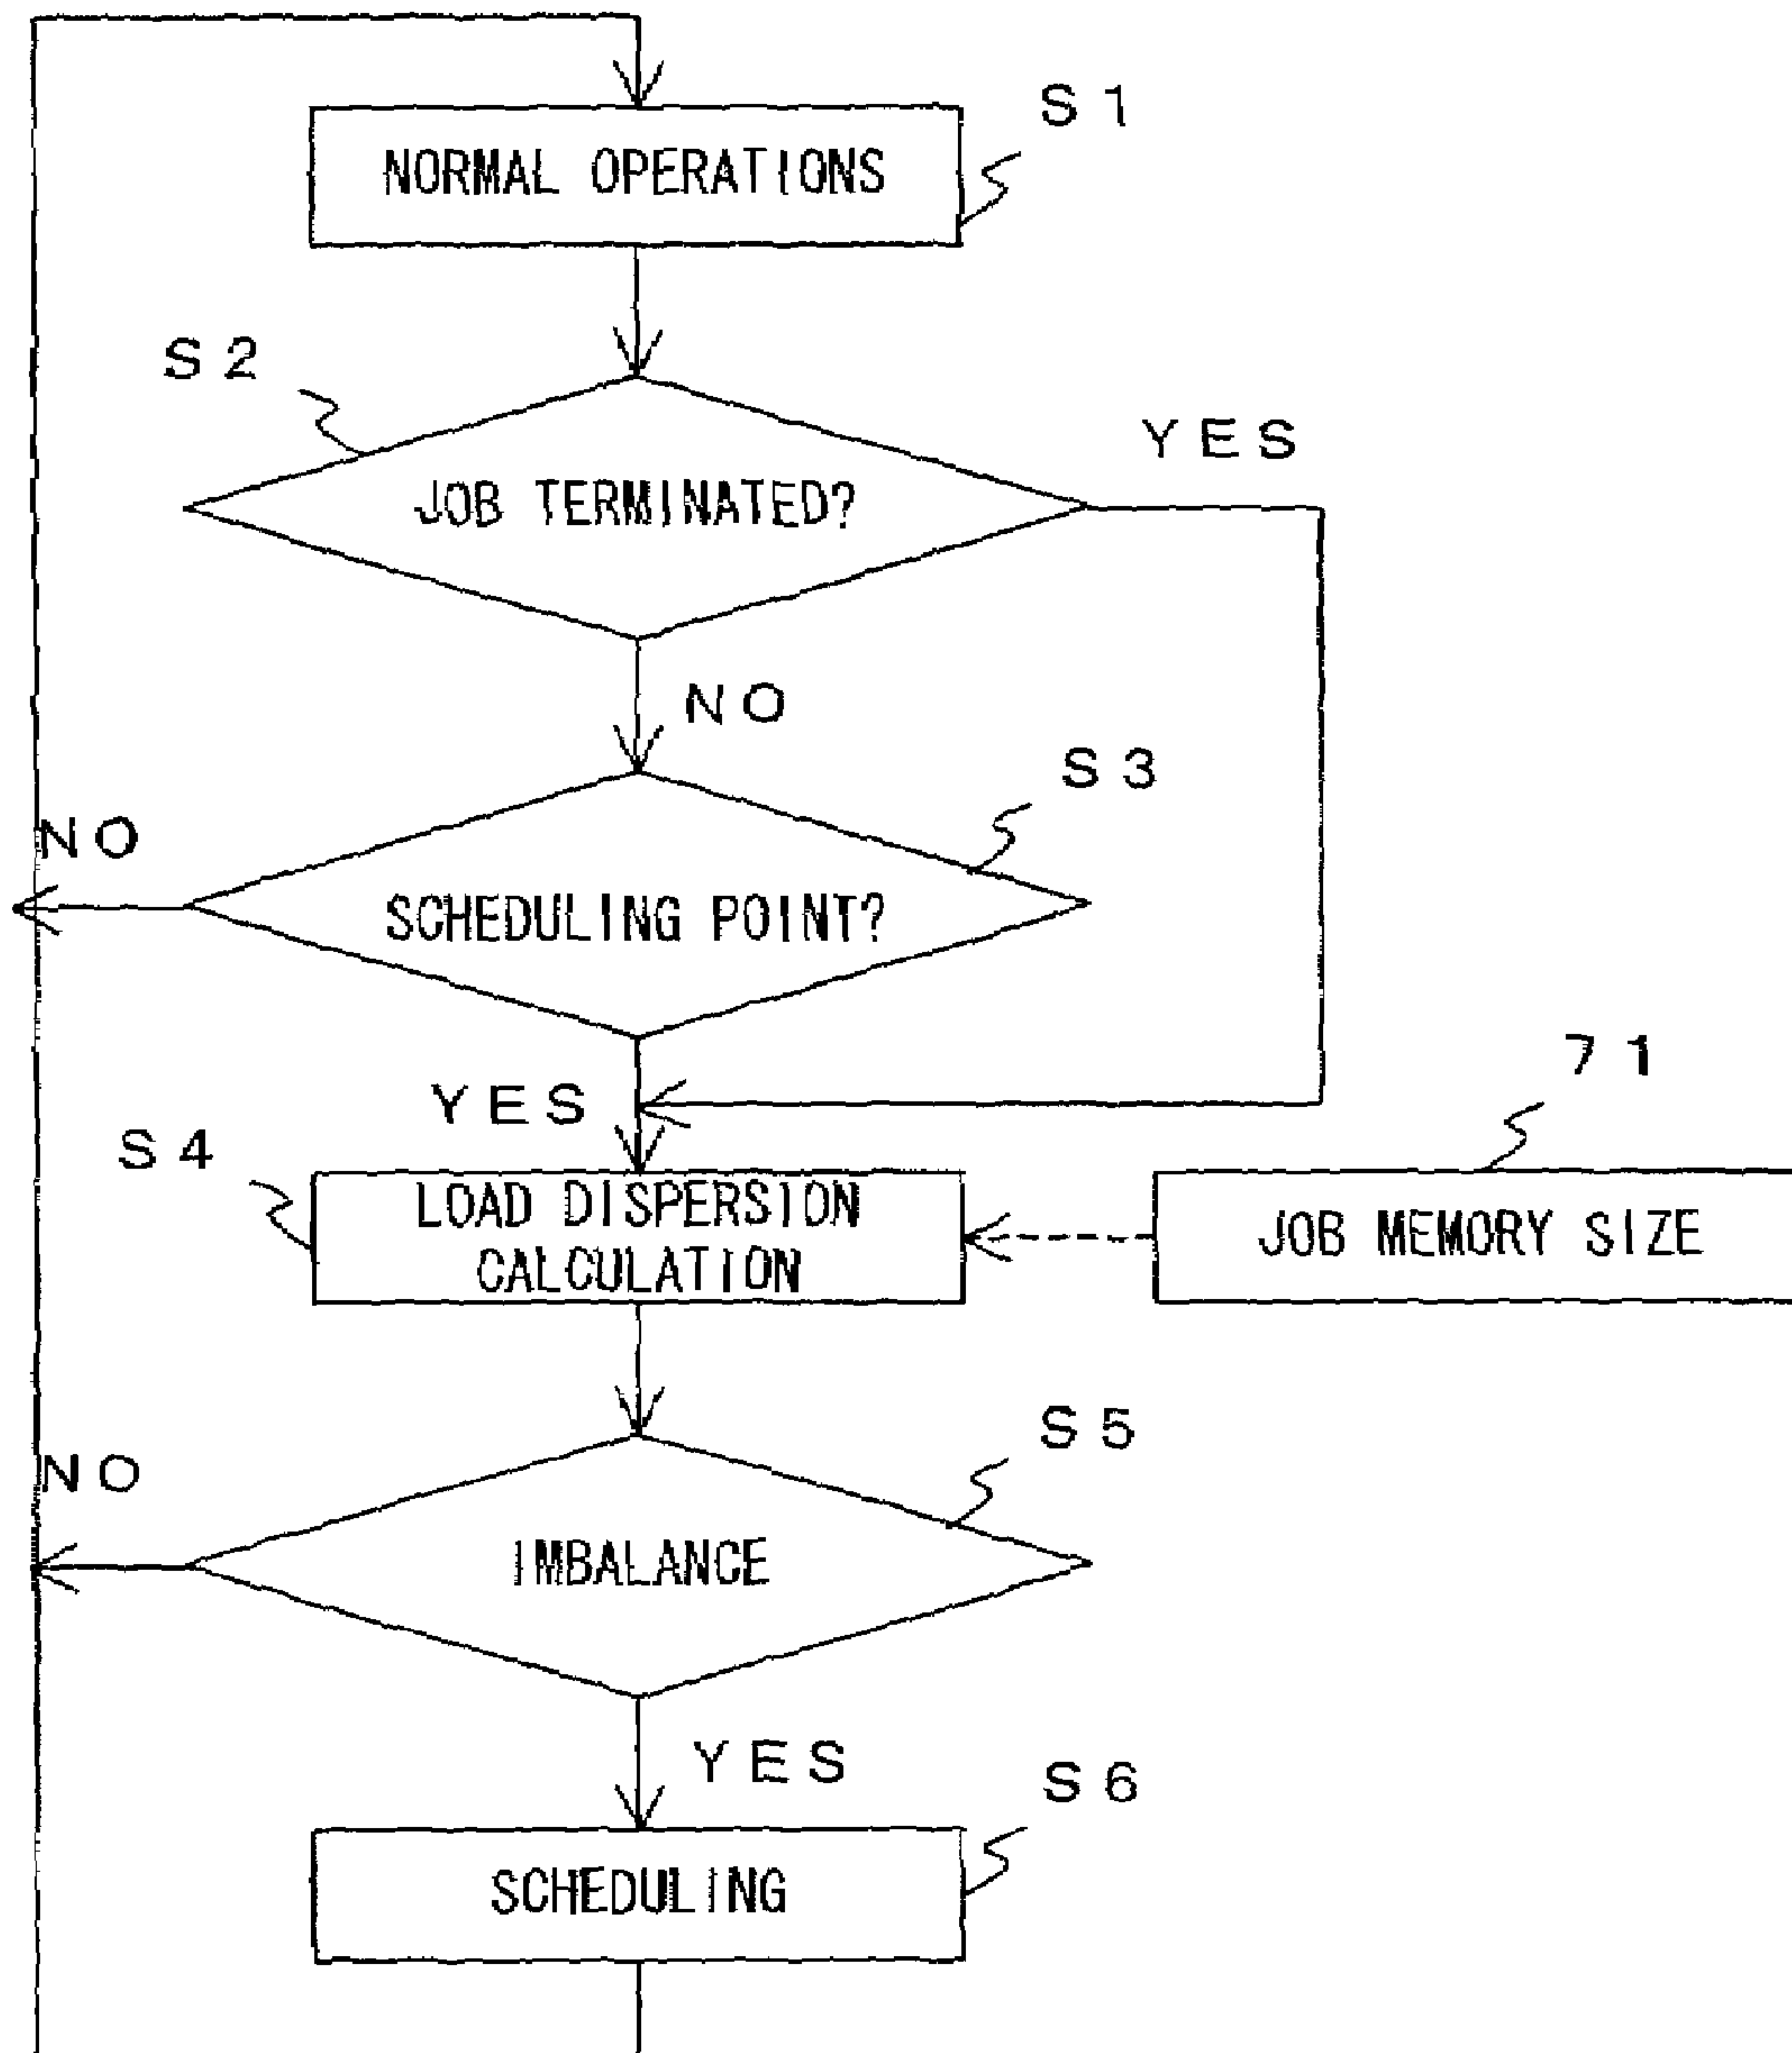 S1
NORMAL OPERATIONS
S2
YES
JOB TERMINATED?
NO
S3
NO
SCHEDULING POINT?
71
YES
S4
LOAD DISPERSION
CALCULATION
JOB MEMORY SIZE
S5
NO
IMBALANCE
YES
S6
SCHEDULING